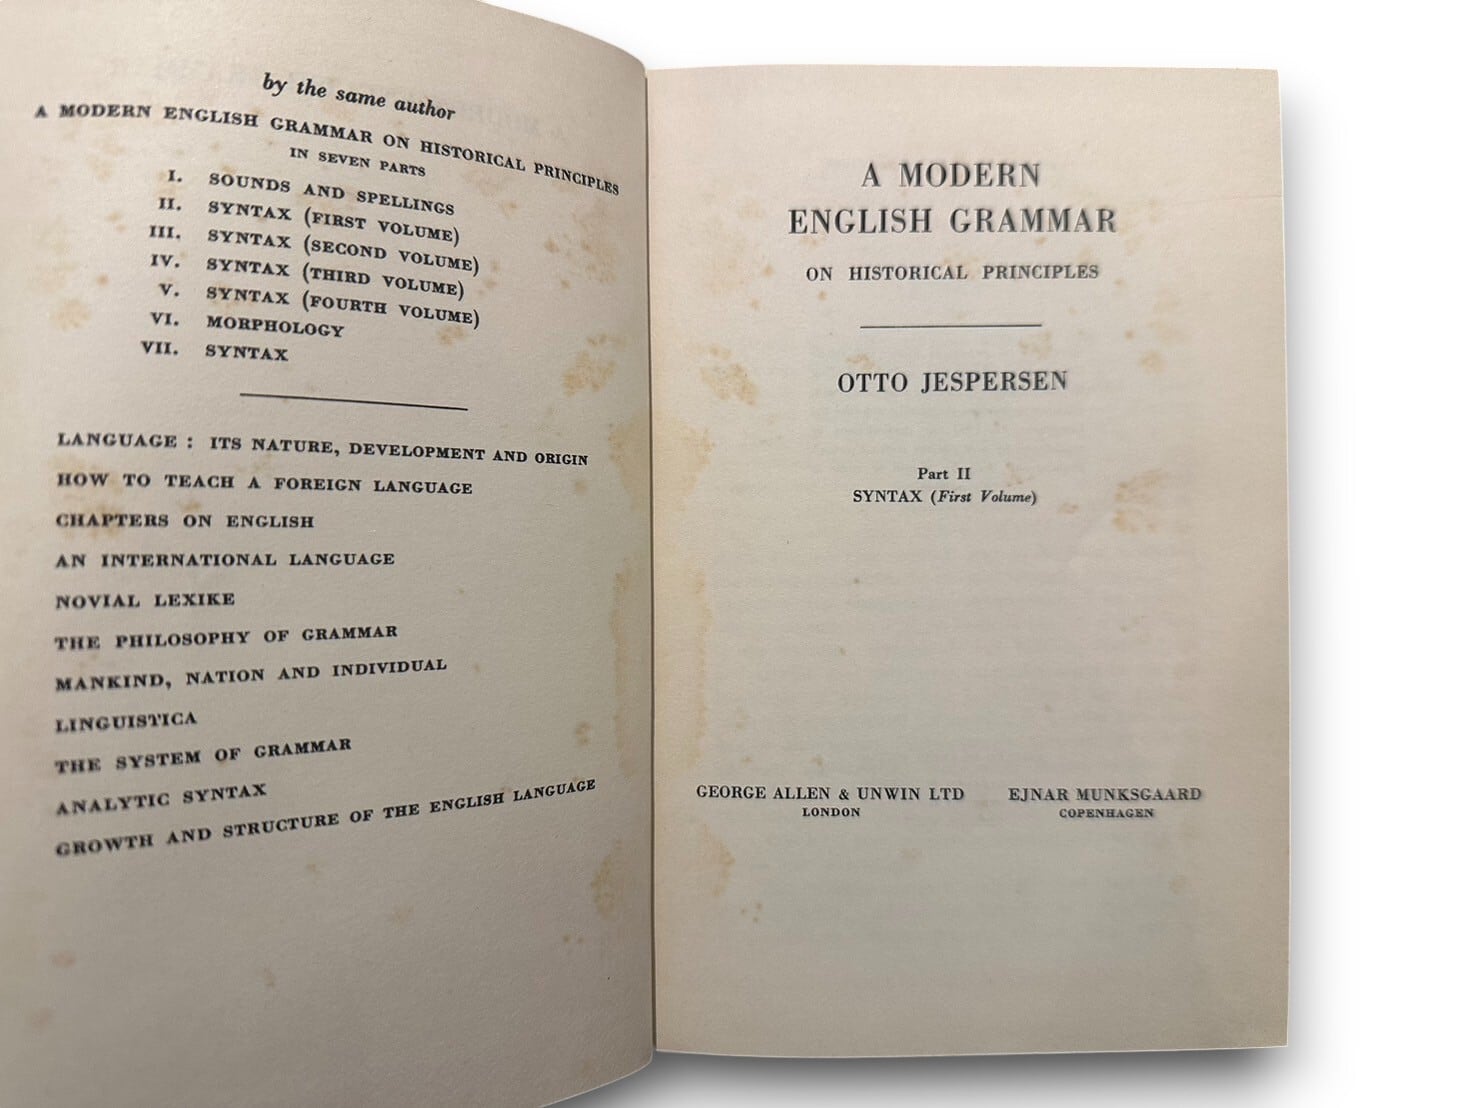 by the same author
A MODERN ENGLISH GRAMMAR ON HISTORICAL PRINCIPLES
IN SEVEN PARTS
I. SOUNDS AND SPELLINGS
II. SYNTAX (FIRST VOLUME)
III. SYNTAX (SECOND VOLUME)
IV. SYNTAX (THIRD VOLUME)
V. SYNTAX (FOURTH VOLUME)
VI. MORPHOLOGY
VII. SYNTAX
LANGUAGE : ITS NATURE, DEVELOPMENT AND ORIGIN
HOW TO TEACH A FOREIGN LANGUAGE
CHAPTERS ON ENGLISH
AN INTERNATIONAL LANGUAGE
NOVIAL LEXIKE
THE PHILOSOPHY OF GRAMMAR
MANKIND, NATION AND INDIVIDUAL
LINGUISTICA
THE SYSTEM OF GRAMMAR
ANALYTIC SYNTAX
GROWTH AND STRUCTURE OF THE ENGLISH LANGUAGE
A MODERN
ENGLISH GRAMMAR
ON HISTORICAL PRINCIPLES
OTTO JESPERSEN
Part II
SYNTAX (First Volume)
GEORGE ALLEN & UNWIN LTD
LONDON
EJNAR MUNKSGAARD
COPENHAGEN